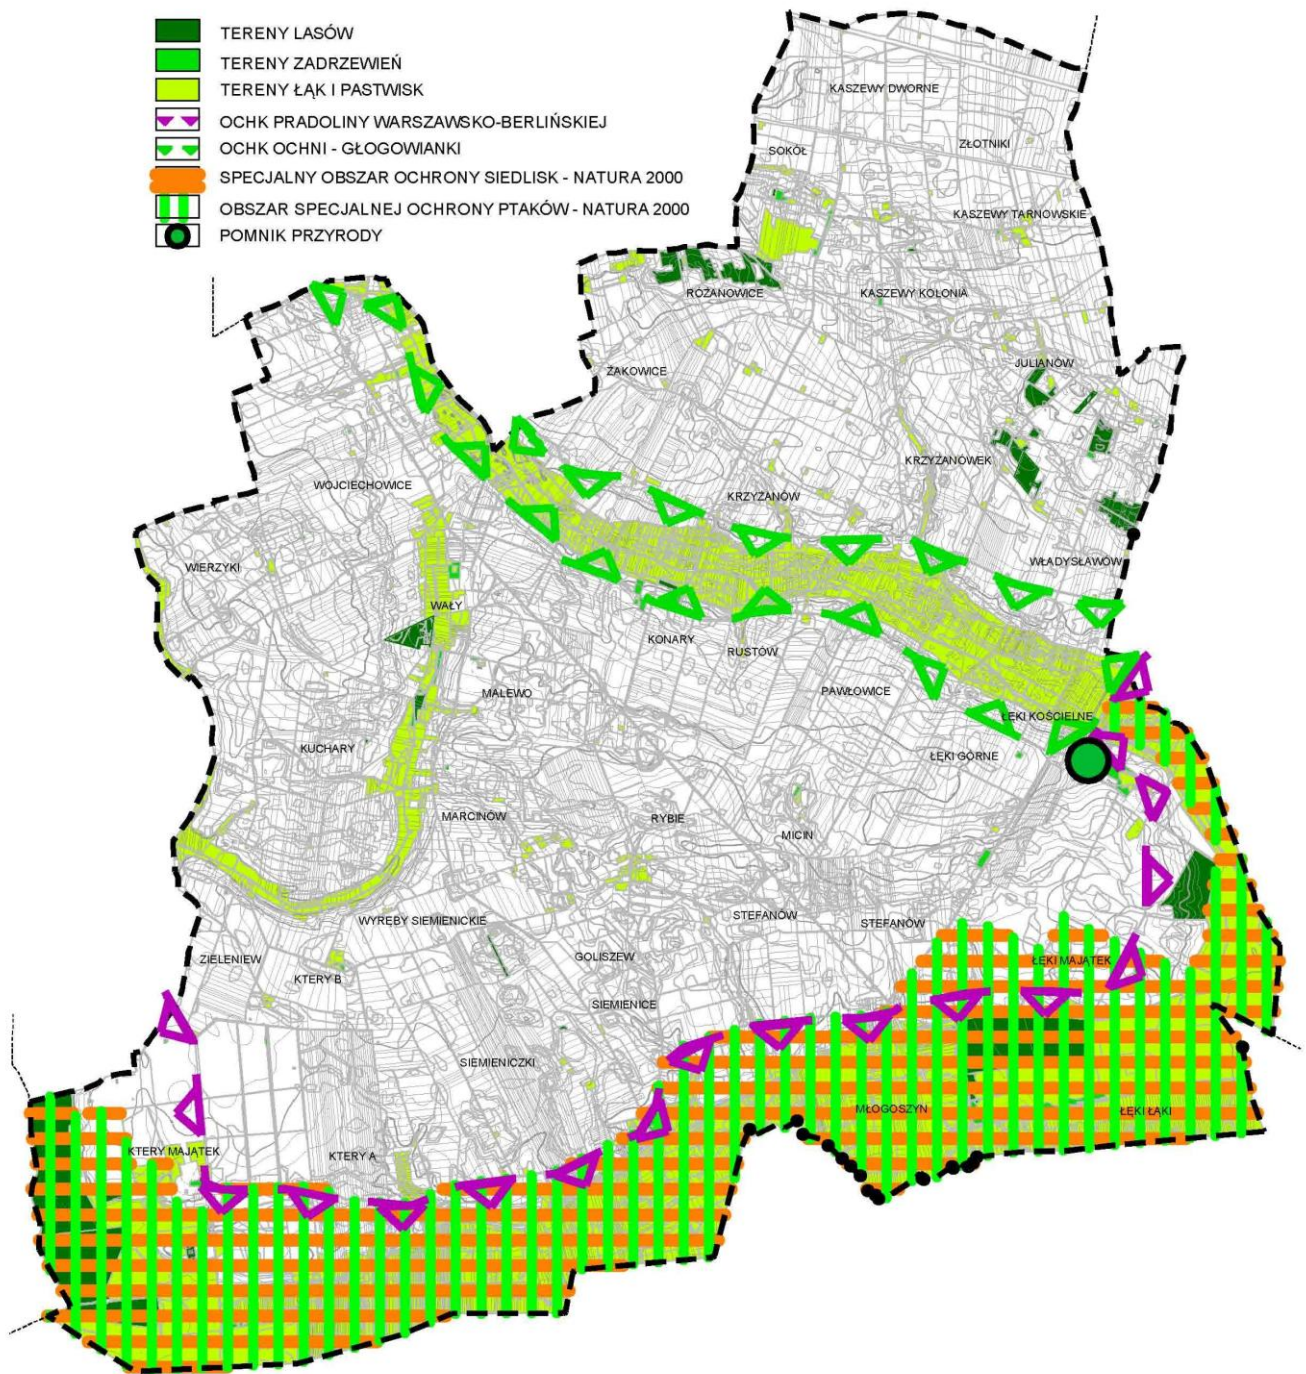 TERENY LASÓW
TERENY ZADRZEWIEŃ
TERENY ŁĄK I PASTWISK
OCHK PRADOLINY WARSZAWSKO-BERLIŃSKIEJ
OCHK OCHNI - GŁOGOWIANKI
SPECJALNY OBSZAR OCHRONY SIEDLISK - NATURA 2000
OBSZAR SPECJALNEJ OCHRONY PTAKÓW - NATURA 2000
POMNIK PRZYRODY
KASZEWY DWORNE
ZŁOTNIKI
SOKÓŁ
KASZEWY TARNOWSKIE
RÓŻANOWICE
KASZEWY KOLONIA
JULIANÓW
ŻAKOWICE
KRZYŻANÓWEK
WOJCIECHOWICE
KRZYŻANÓW
WŁADYSŁAWÓW
WIERZYKI
WAŁY
KONARY
RUSTÓW
MALEWO
PAWŁOWICE
ŁĘKI KOŚCIELNE
KUCHARY
ŁĘKI GÓRNE
MARCINÓW
RYBIE
MICIN
WYRĘBY SIEMIENICKIE
STEFANÓW
STEFANÓW
ZIELENIEW
GOLISZEW
ŁĘKI MAJĄTEK
KTERY B
SIEMIENICE
SIEMIENICZKI
MŁOGOSZYN
ŁĘKI ŁĄKI
KTERY MAJĄTEK
KTERY A